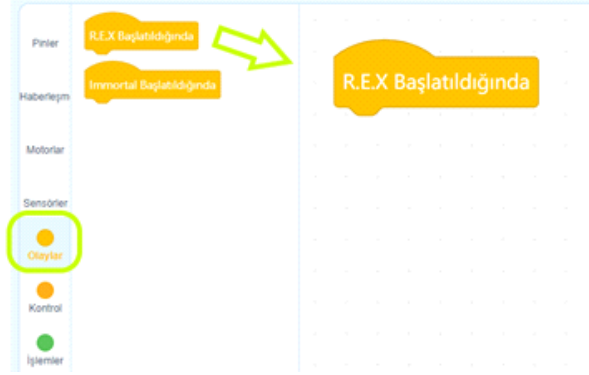 Pinler
Haberleşm
Motorlar
Sensörler
Olaylar
Kontrol
İşlemler
R.E.X Başlatıldığında
Immortal Başlatıldığında
R.E.X Başlatıldığında